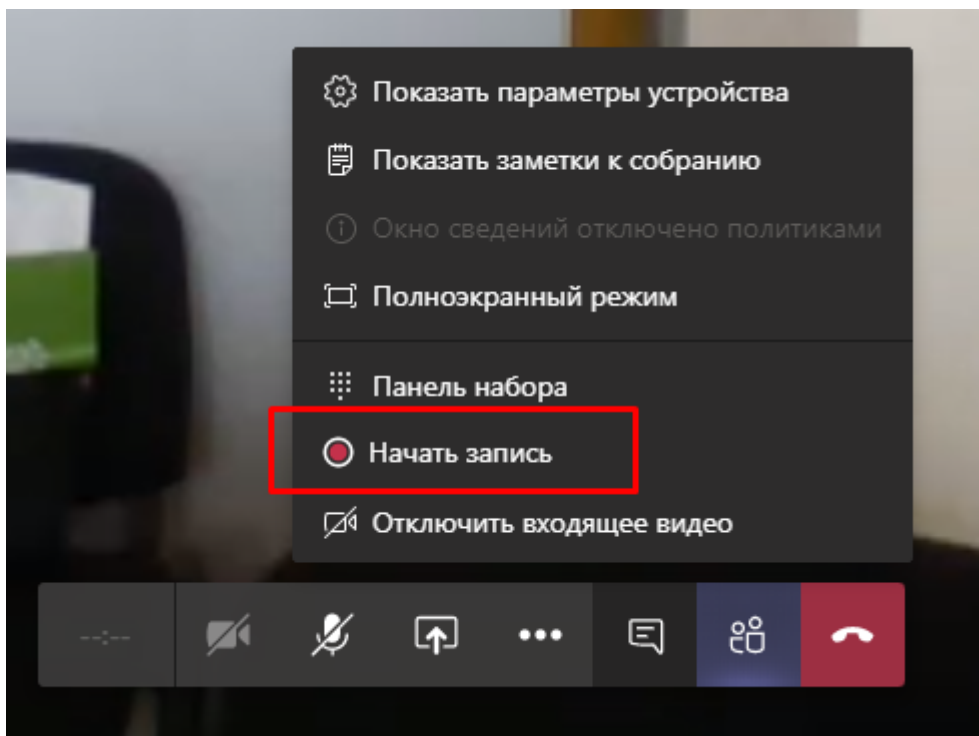 Показать параметры устройства
Показать заметки к собранию
Окно сведений отключено политиками
Полноэкранный режим
Панель набора
Начать запись
Отключить входящее видео
--:--